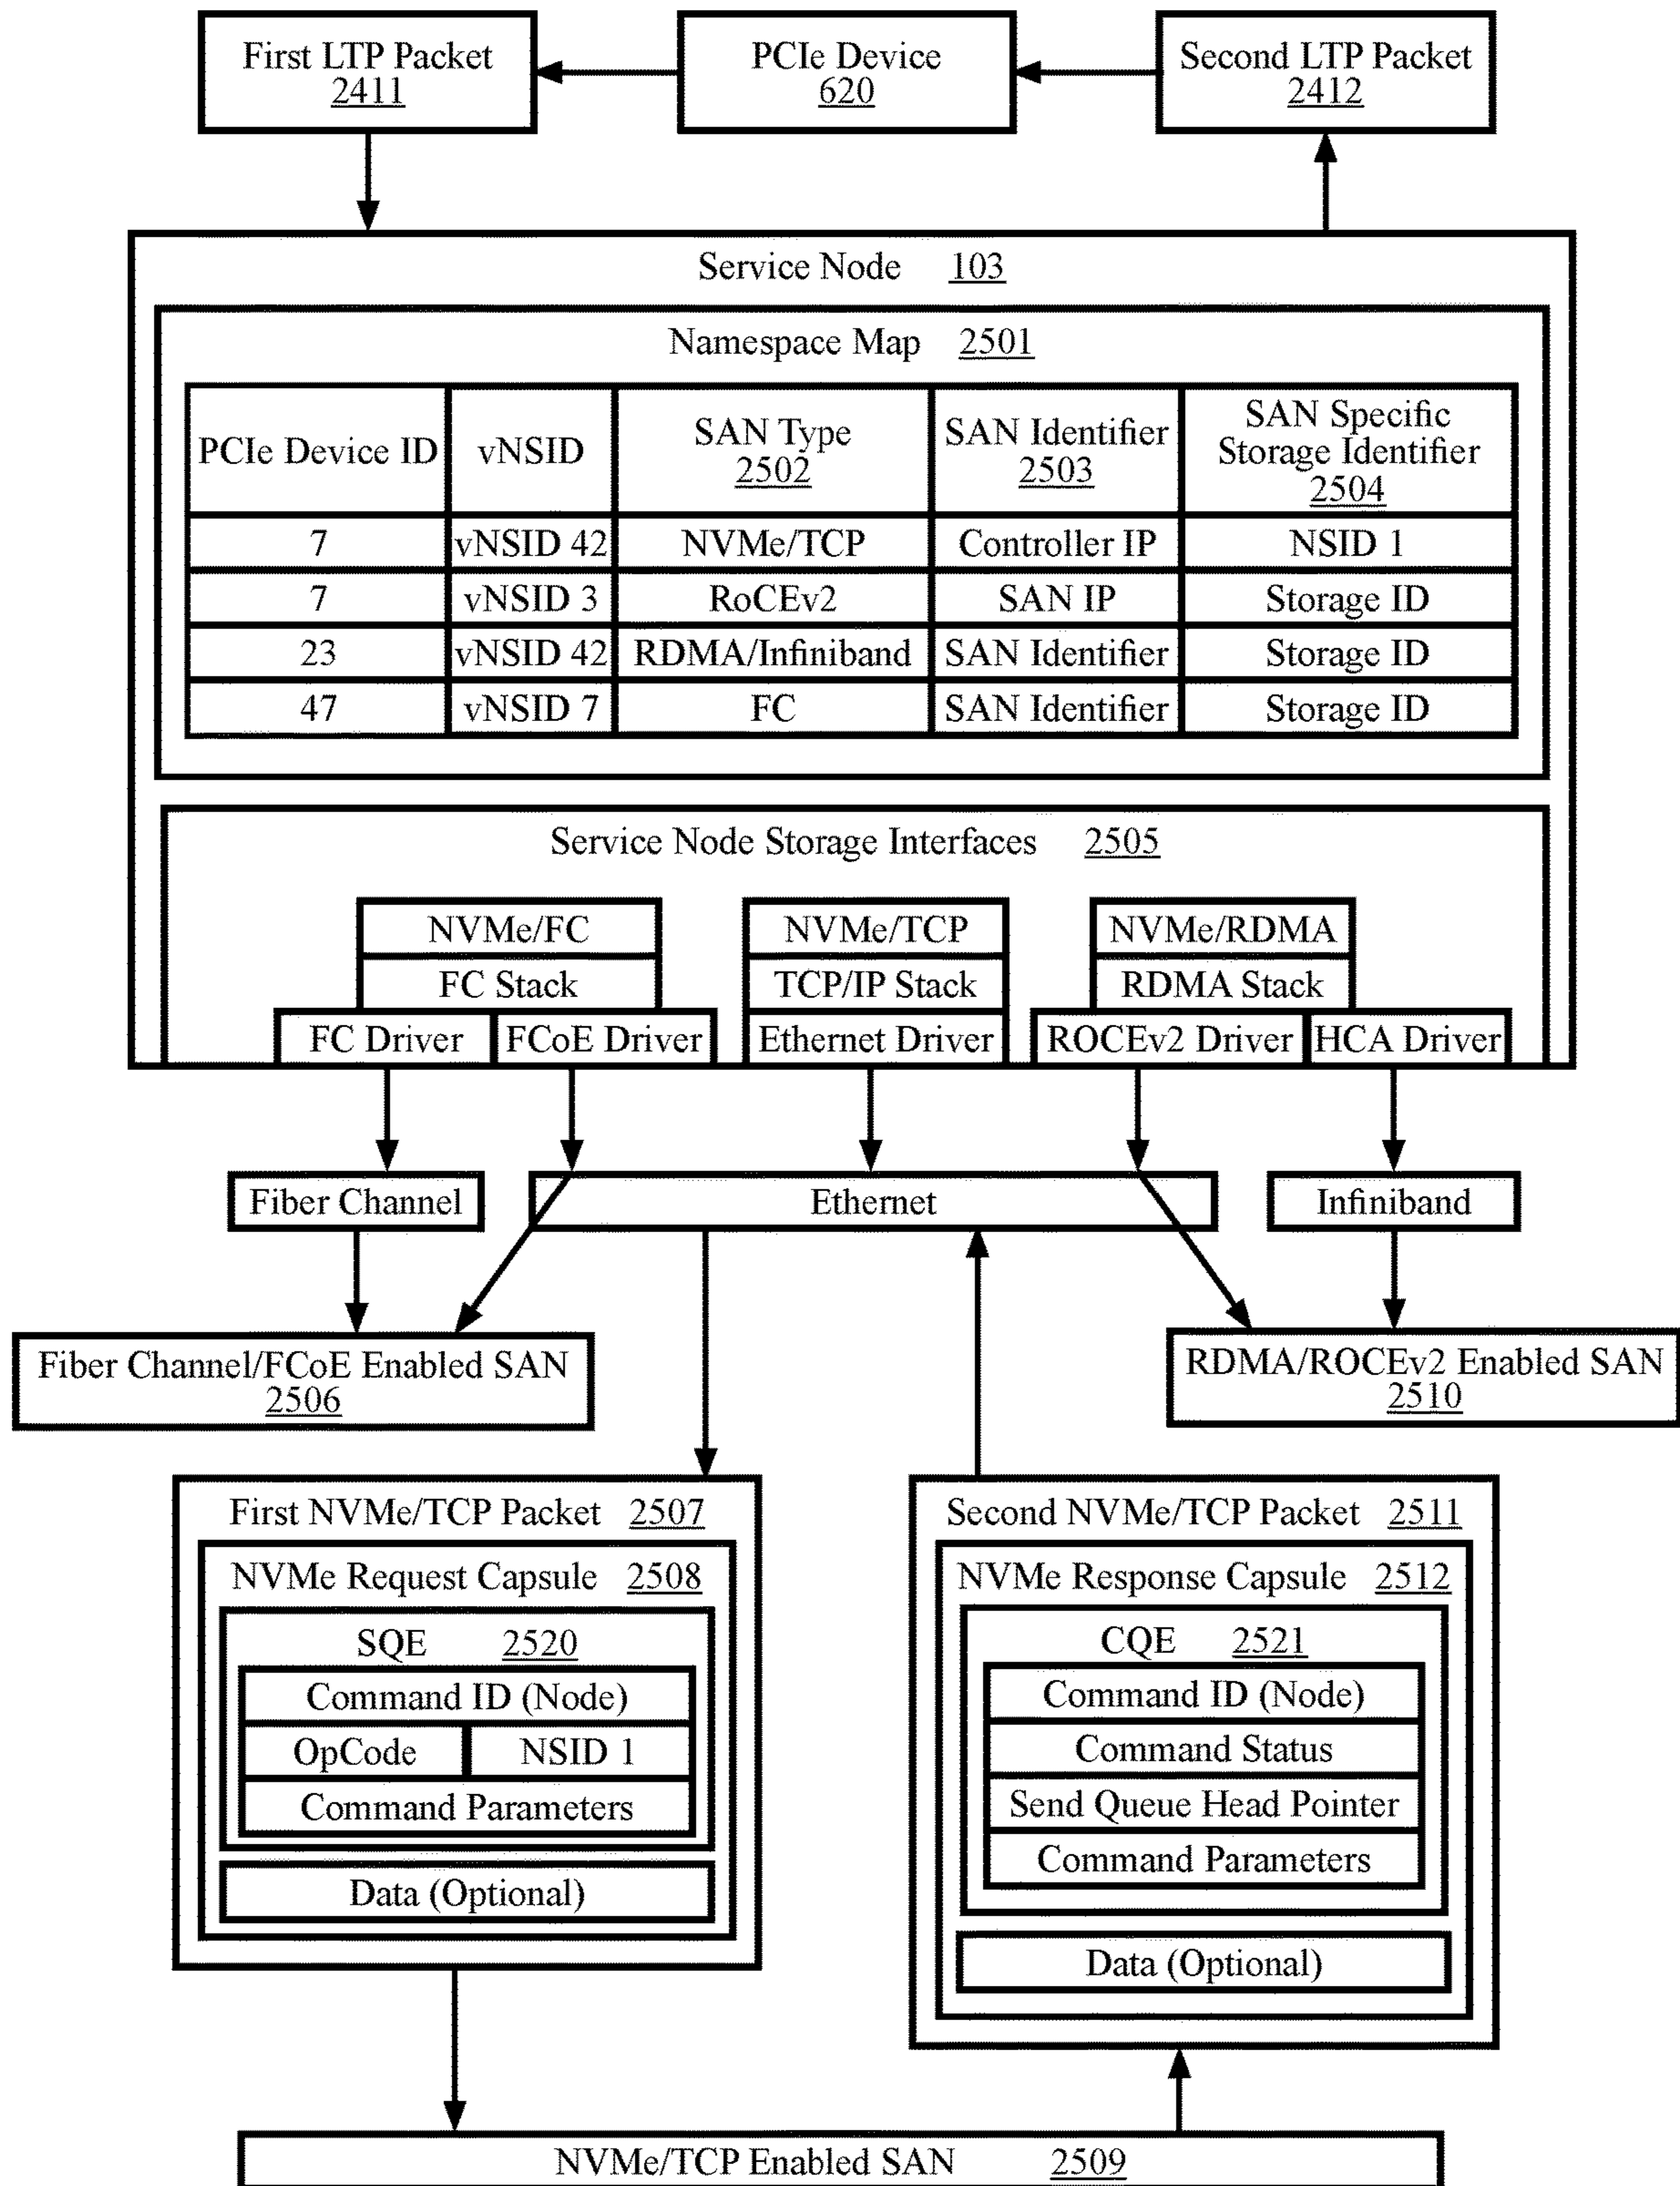 First LTP Packet
2411
PCIe Device
620
Second LTP Packet
2412
Service Node 103
Namespace Map 2501
PCIe Device ID
vNSID
SAN Type
2502
SAN Identifier
2503
SAN Specific
Storage Identifier
2504
7 vNSID 42 NVMe/TCP Controller IP NSID 1
7 vNSID 3 RoCEv2 SAN IP Storage ID
23 vNSID 42 RDMA/Infiniband SAN Identifier Storage ID
47 vNSID 7 FC SAN Identifier Storage ID
Service Node Storage Interfaces 2505
NVMe/FC NVMe/TCP NVMe/RDMA
FC Stack TCP/IP Stack RDMA Stack
FC Driver FCoE Driver Ethernet Driver ROCEv2 Driver HCA Driver
Fiber Channel Ethernet Infiniband
Fiber Channel/FCoE Enabled SAN
2506
RDMA/ROCEv2 Enabled SAN
2510
First NVMe/TCP Packet 2507
NVMe Request Capsule 2508
SQE 2520
Command ID (Node)
OpCode NSID 1
Command Parameters
Data (Optional)
Second NVMe/TCP Packet 2511
NVMe Response Capsule 2512
CQE 2521
Command ID (Node)
Command Status
Send Queue Head Pointer
Command Parameters
Data (Optional)
NVMe/TCP Enabled SAN 2509